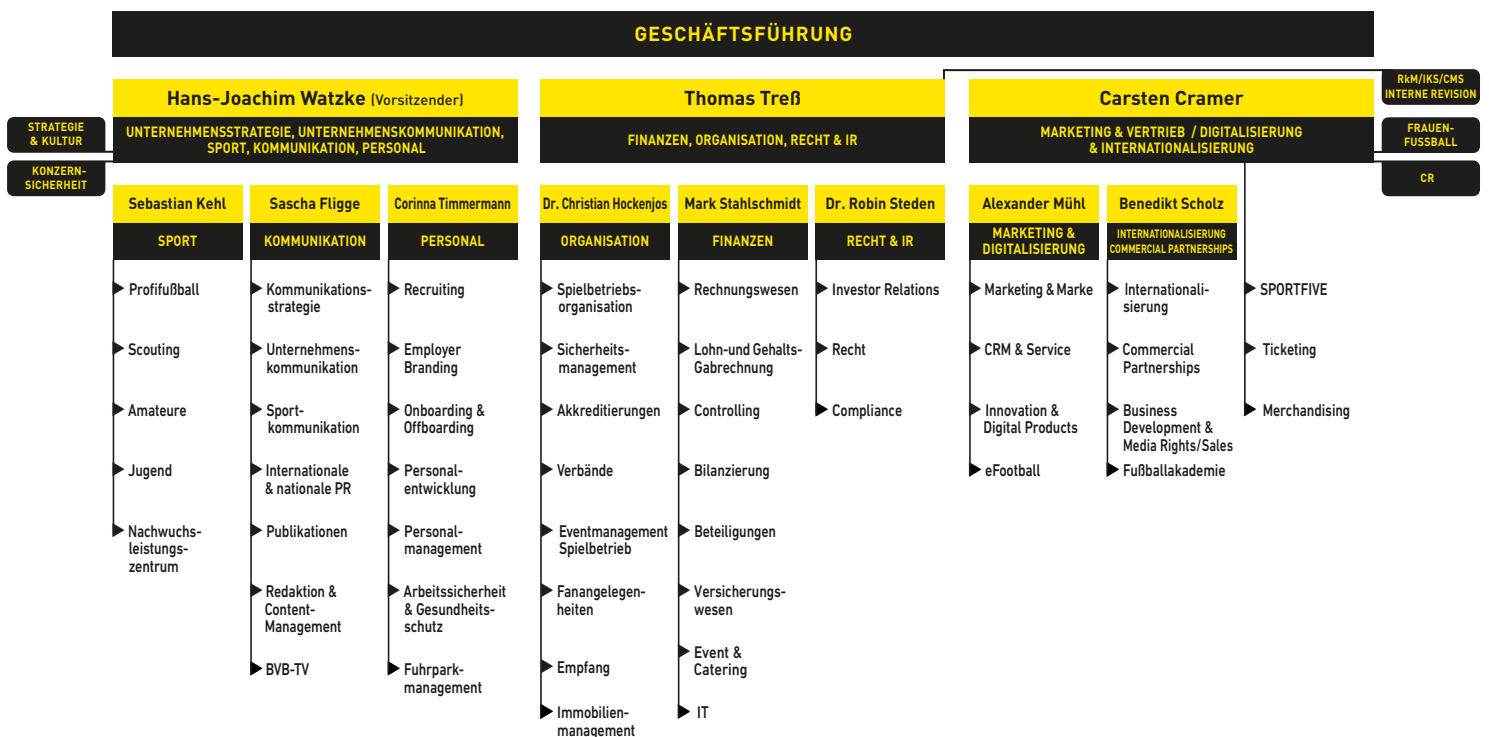 GESCHÄFTSFÜHRUNG
Hans-Joachim Watzke (Vorsitzender)
UNTERNEHMENSSTRATEGIE, UNTERNEHMENSKOMMUNIKATION,
SPORT, KOMMUNIKATION, PERSONAL
STRATEGIE
& KULTUR
KONZERN-
SICHERHEIT
Thomas Treß
FINANZEN, ORGANISATION, RECHT & IR
Carsten Cramer
MARKETING & VERTRIEB / DIGITALISIERUNG
& INTERNATIONALISIERUNG
RkM/IKS/CMS
INTERNE REVISION
FRAUEN-
FUSSBALL
CR
Sebastian Kehl
SPORT
Profifußball
Scouting
Amateure
Jugend
Nachwuchs-
leistungs-
zentrum
Sascha Fligge
KOMMUNIKATION
Kommunikations-
strategie
Unternehmens-
kommunikation
Sport-
kommunikation
Internationale
& nationale PR
Publikationen
Redaktion &
Content-
Management
BVB-TV
Corinna Timmermann
PERSONAL
Recruiting
Employer
Branding
Onboarding &
Offboarding
Personal-
entwicklung
Personal-
management
Arbeitssicherheit
& Gesundheits-
schutz
Fuhrpark-
management
Dr. Christian Hockenjos
ORGANISATION
Spielbetriebs-
organisation
Sicherheits-
management
Akkreditierungen
Verbände
Eventmanagement
Spielbetrieb
Fanangelegen-
heiten
Empfang
Immobilien-
management
Mark Stahlschmidt
FINANZEN
Rechnungswesen
Lohn-und Gehalts-
Gabrechnung
Controlling
Bilanzierung
Beteiligungen
Versicherungs-
wesen
Event &
Catering
IT
Dr. Robin Steden
RECHT & IR
Investor Relations
Recht
Compliance
Alexander Mühl
MARKETING &
DIGITALISIERUNG
Marketing & Marke
CRM & Service
Innovation &
Digital Products
eFootball
Benedikt Scholz
INTERNATIONALISIERUNG
COMMERCIAL PARTNERSHIPS
Internationali-
sierung
Commercial
Partnerships
Business
Development &
Media Rights/Sales
Fußballakademie
SPORTFIVE
Ticketing
Merchandising